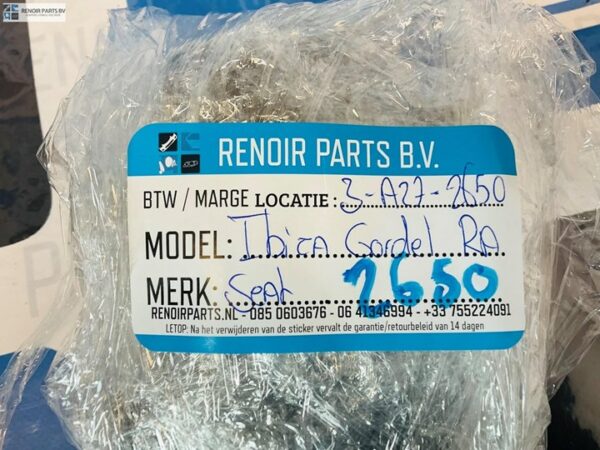 RENOIR PARTS BV
RENOIR PARTS B.V.
BTW / MARGE LOCATIE : 3-A27-2650
MODEL: Ibiza Gordel RA
MERK: Seat 2650
RENOIRPARTS.NL - 085 0603676 - 06 41346994 - +33 755224091
LETOP: Na het verwijderen van de sticker vervalt de garantie/retourbeleid van 14 dagen